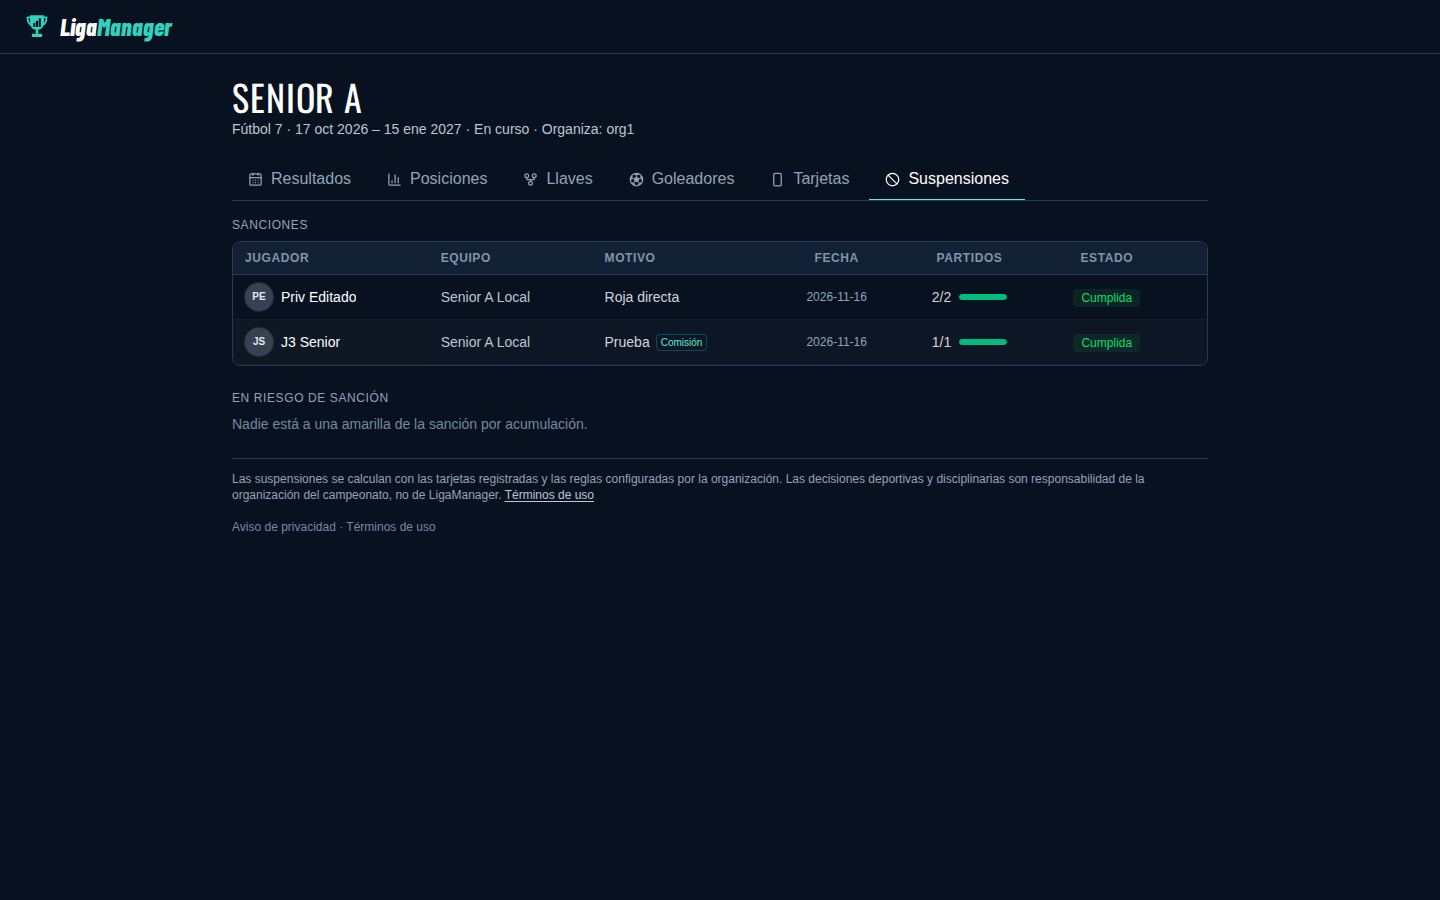 LigaManager
SENIOR A
Fútbol 7 · 17 oct 2026 – 15 ene 2027 · En curso · Organiza: org1
Resultados Posiciones Llaves Goleadores Tarjetas Suspensiones
SANCIONES
JUGADOR EQUIPO MOTIVO FECHA PARTIDOS ESTADO
PE Priv Editado Senior A Local Roja directa 2026-11-16 2/2 Cumplida
JS J3 Senior Senior A Local Prueba Comisión 2026-11-16 1/1 Cumplida
EN RIESGO DE SANCIÓN
Nadie está a una amarilla de la sanción por acumulación.
Las suspensiones se calculan con las tarjetas registradas y las reglas configuradas por la organización. Las decisiones deportivas y disciplinarias son responsabilidad de la
organización del campeonato, no de LigaManager. Términos de uso
Aviso de privacidad · Términos de uso